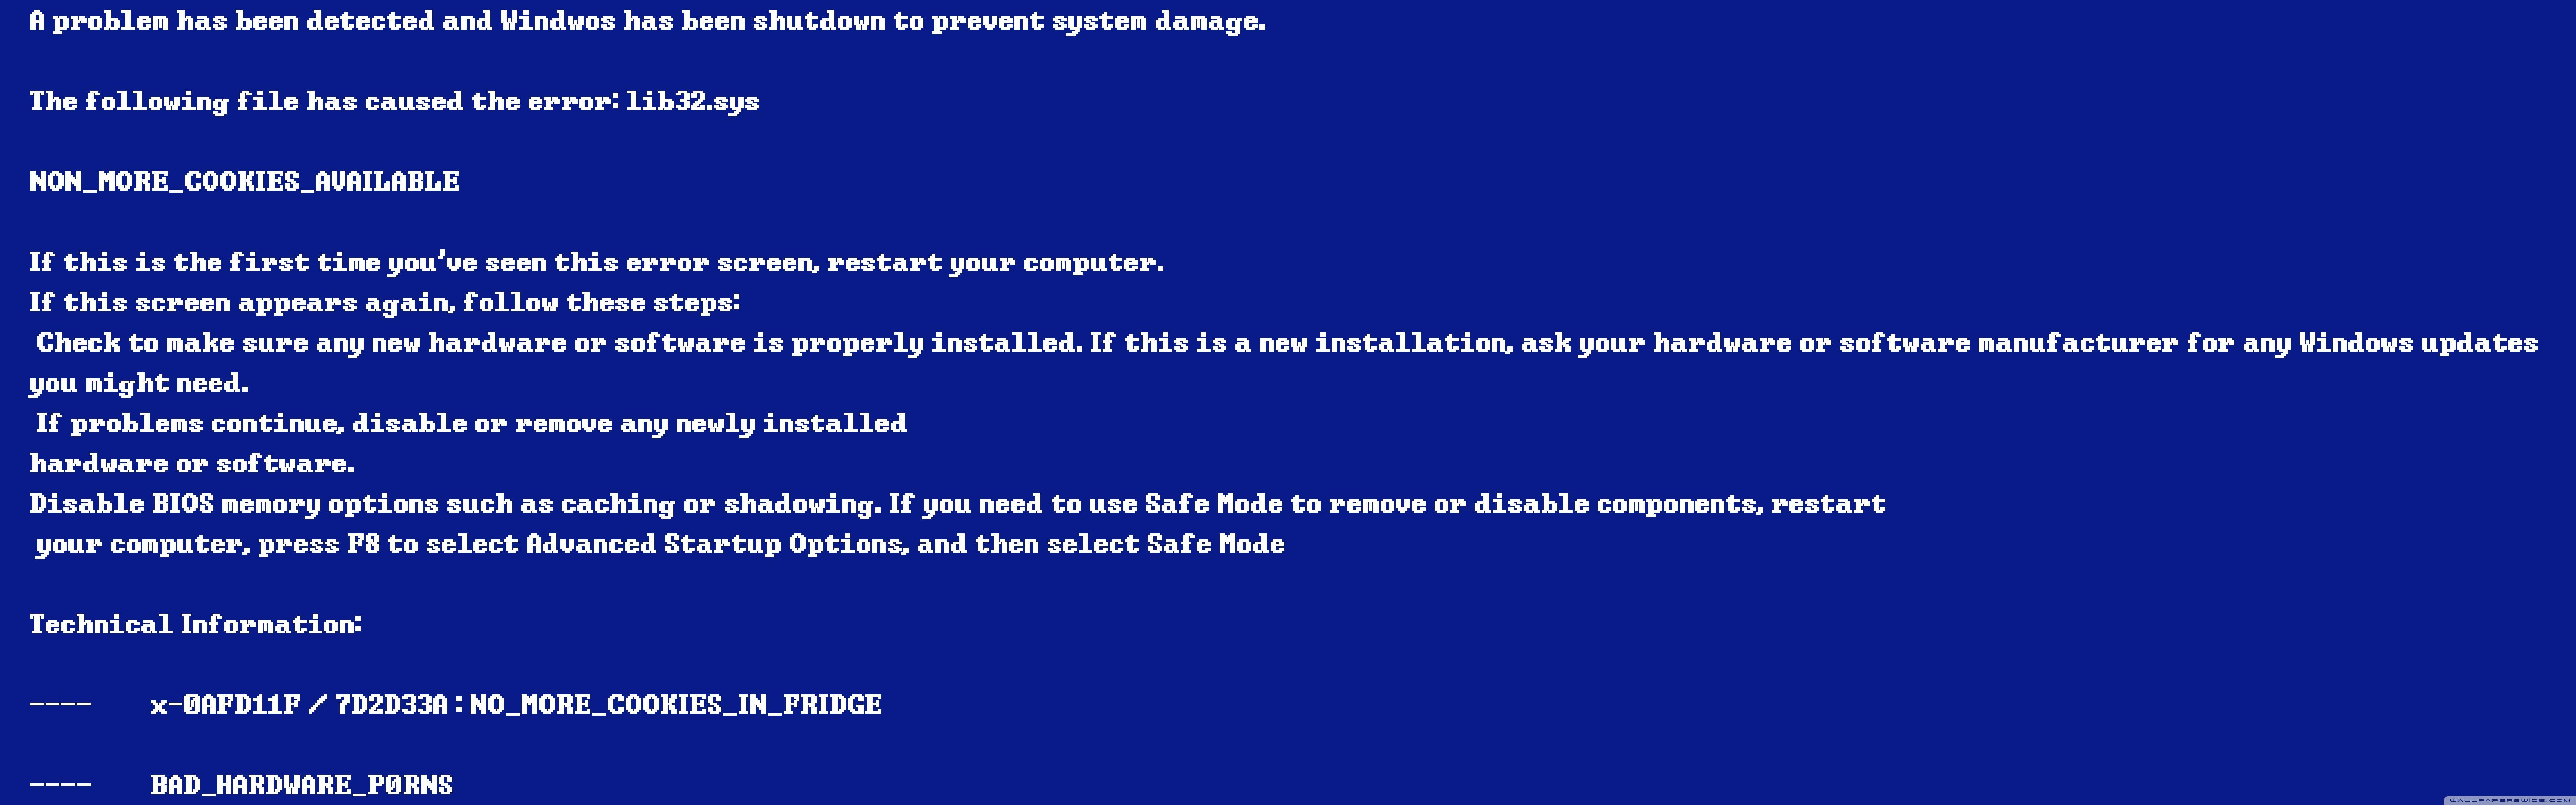 A problem has been detected and Windwos has been shutdown to prevent system damage.
The following file has caused the error: lib32.sys
NON_MORE_COOKIES_AVAILABLE
If this is the first time you've seen this error screen, restart your computer.
If this screen appears again, follow these steps:
Check to make sure any new hardware or software is properly installed. If this is a new installation, ask your hardware or software manufacturer for any Windows updates
you might need.
If problems continue, disable or remove any newly installed
hardware or software.
Disable BIOS memory options such as caching or shadowing. If you need to use Safe Mode to remove or disable components, restart
your computer, press F8 to select Advanced Startup Options, and then select Safe Mode
Technical Information:
---- x-0AFD11F / 7D2D33A : NO_MORE_COOKIES_IN_FRIDGE
---- BAD_HARDWARE_P0RNS
WALLPAPERSWIDE.COM